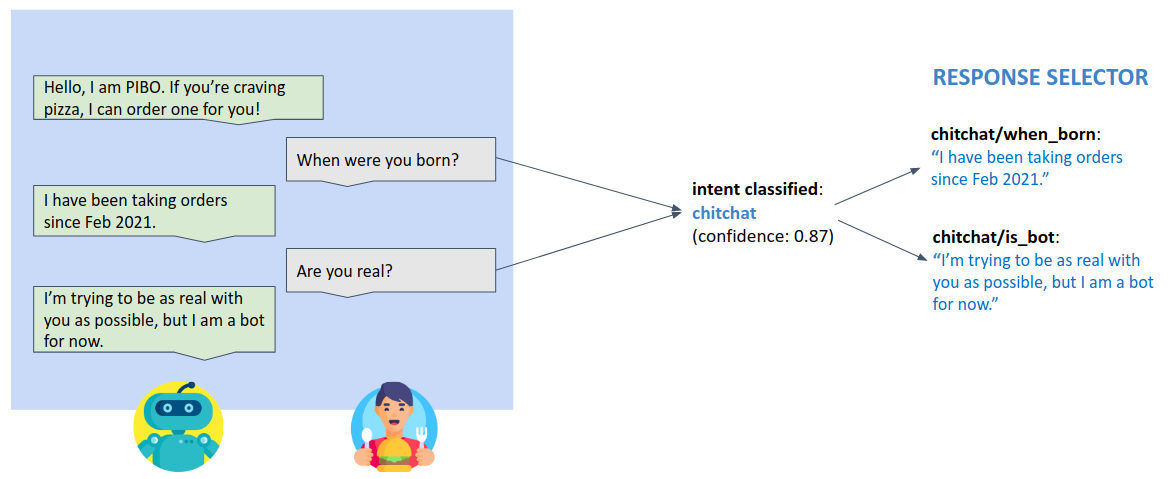 Hello, I am PIBO. If you’re craving
pizza, I can order one for you!
When were you born?
I have been taking orders
since Feb 2021.
Are you real?
I’m trying to be as real with
you as possible, but I am a bot
for now.
intent classified:
chitchat
(confidence: 0.87)
RESPONSE SELECTOR
chitchat/when_born:
“I have been taking orders
since Feb 2021.”
chitchat/is_bot:
“I’m trying to be as real with
you as possible, but I am a bot
for now.”